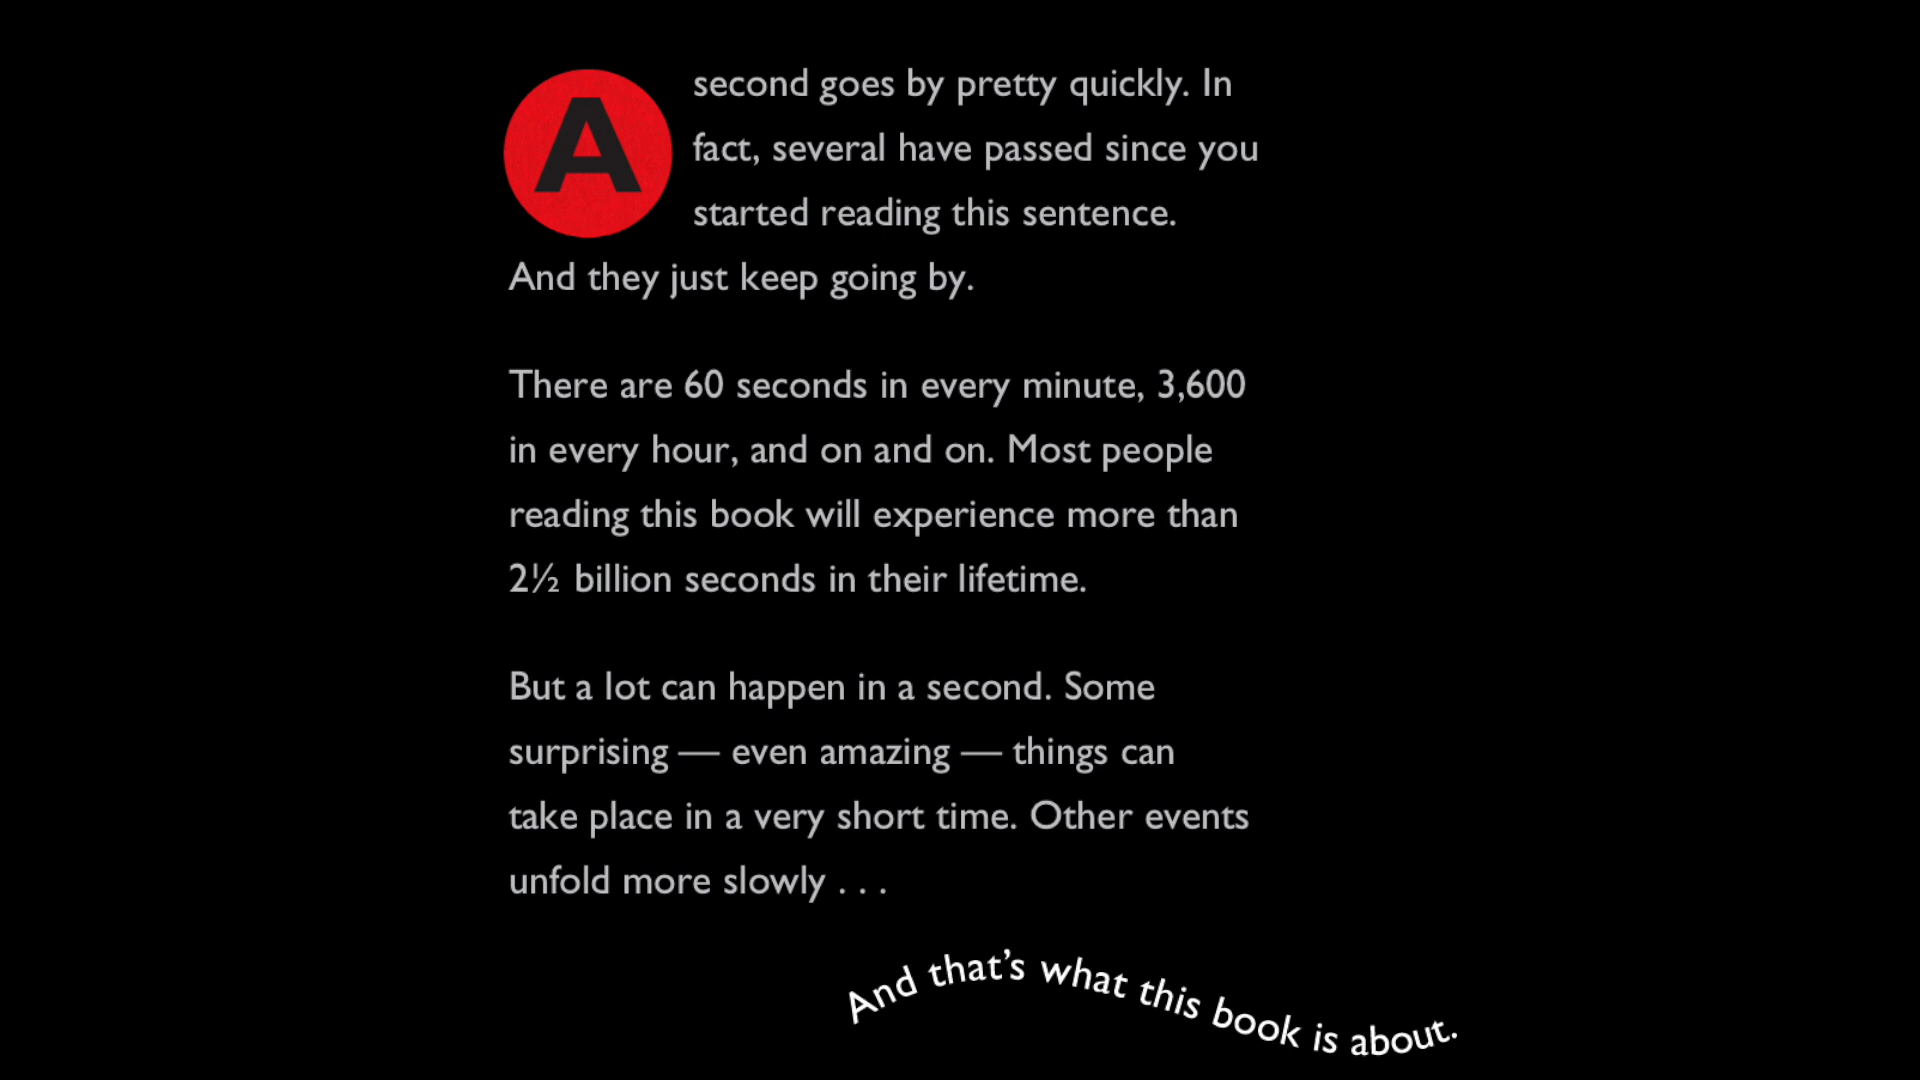 A second goes by pretty quickly. In
fact, several have passed since you
started reading this sentence.
And they just keep going by.
There are 60 seconds in every minute, 3,600
in every hour, and on and on. Most people
reading this book will experience more than
2½ billion seconds in their lifetime.
But a lot can happen in a second. Some
surprising — even amazing — things can
take place in a very short time. Other events
unfold more slowly . . .
And that’s what this book is about.